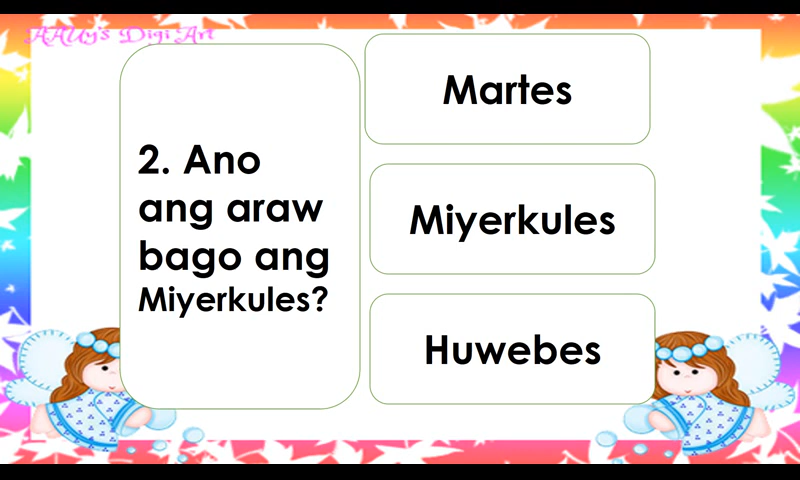 AAUy's Digi Art
2. Ano
ang araw
bago ang
Miyerkules?
Martes
Miyerkules
Huwebes